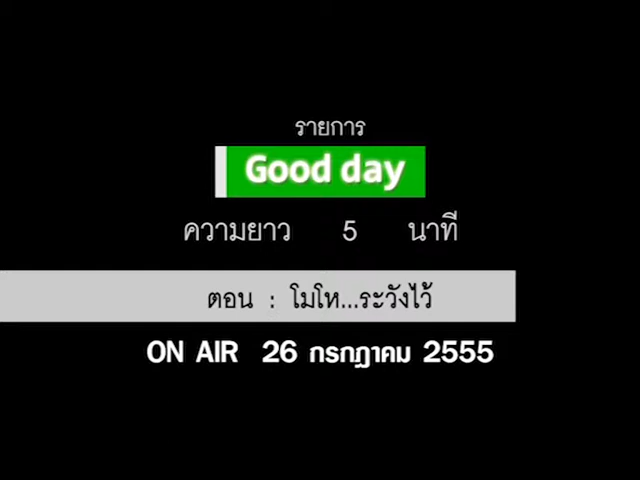 รายการ
Good day
ความยาว 5 นาที
ตอน : โมโห...ระวังไว้
ON AIR 26 กรกฎาคม 2555